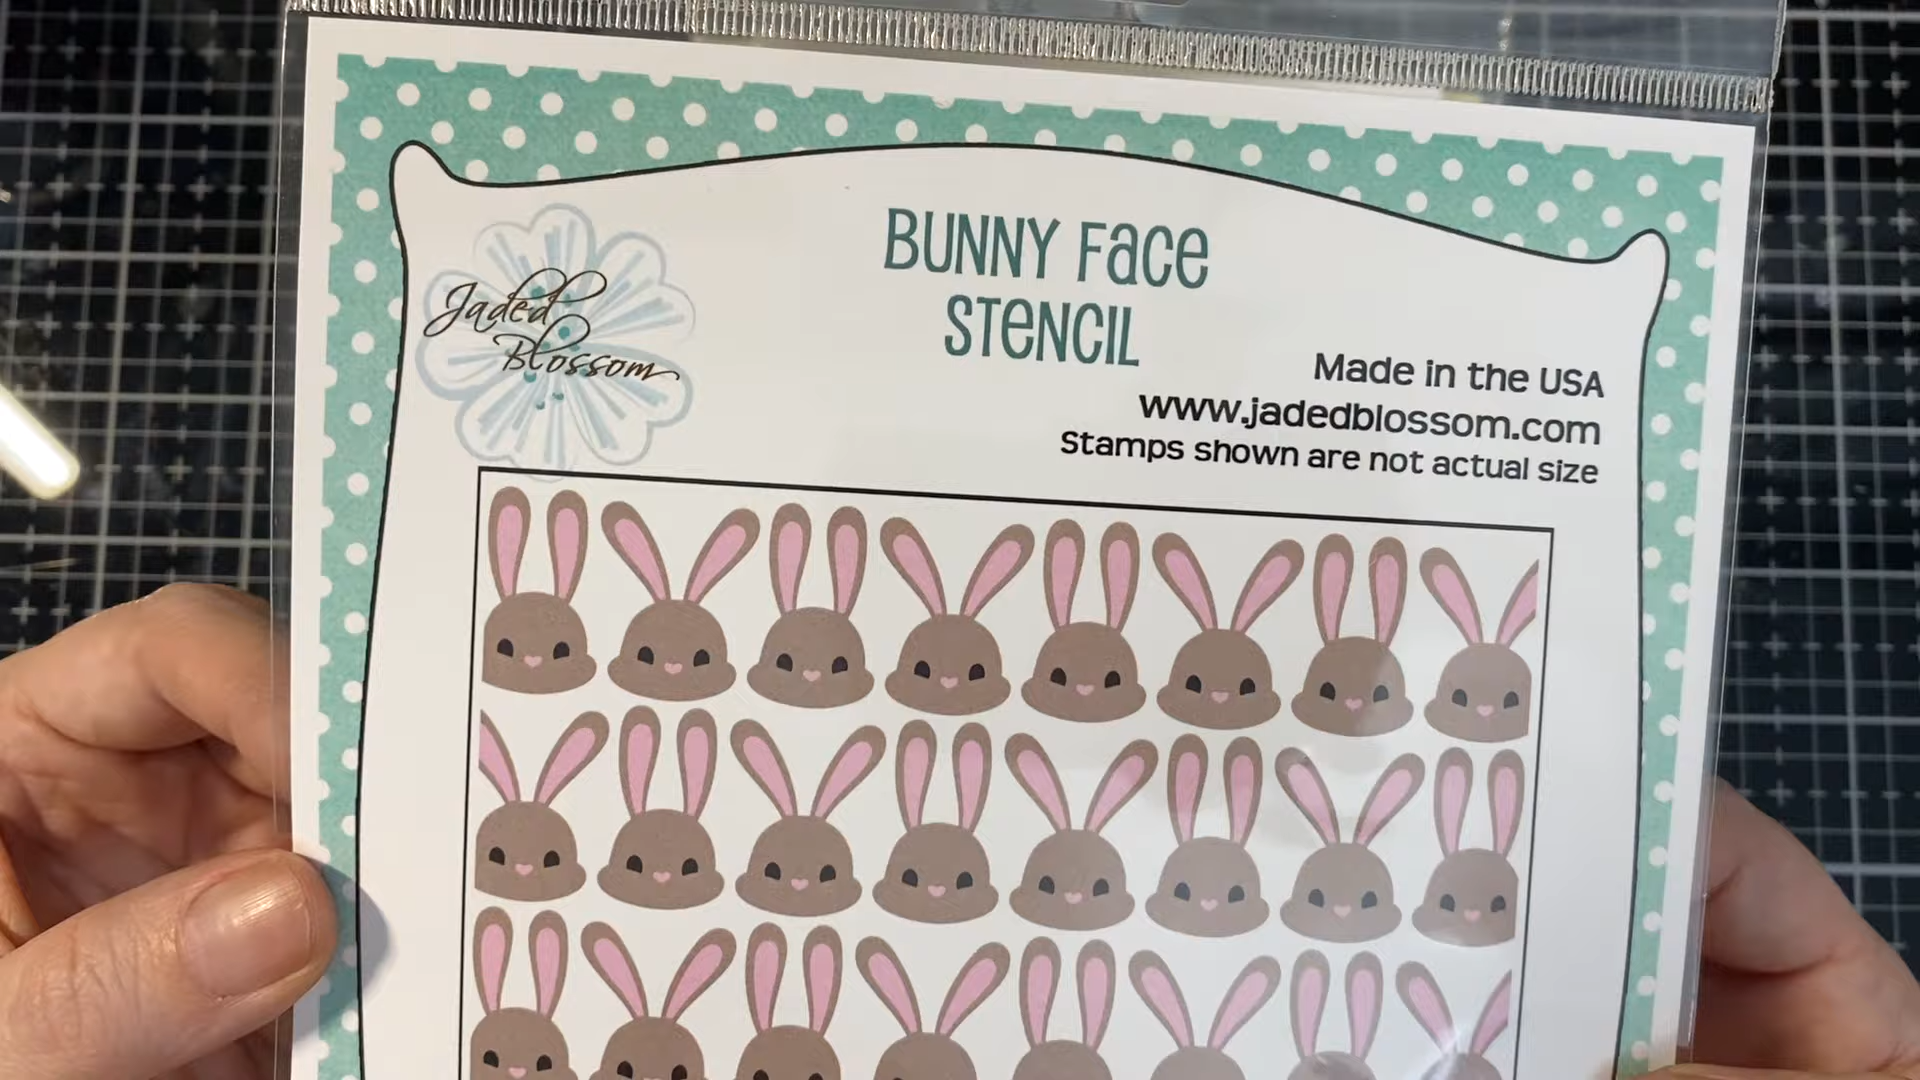 Jaded
Blossom
BUNNY Face
STeNCIL
Made in the USA
www.jadedblossom.com
Stamps shown are not actual size